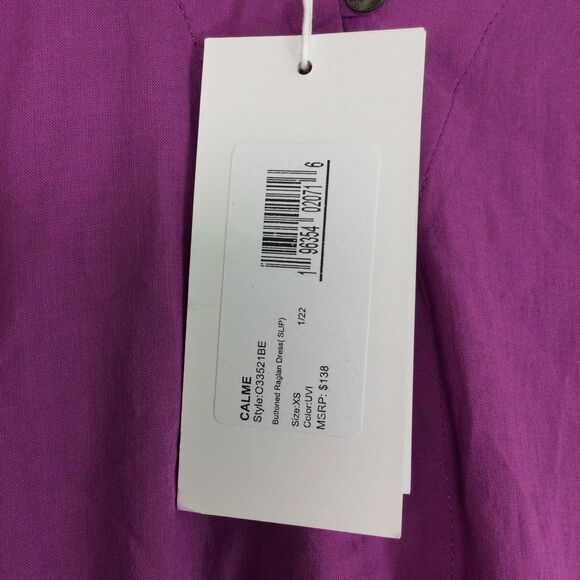 1 96354 02071 6
CALME
Style:O33521BE
Buttoned Raglan Dress( SLIP)
1/22
Size:XS
Color:UVI
MSRP: $138